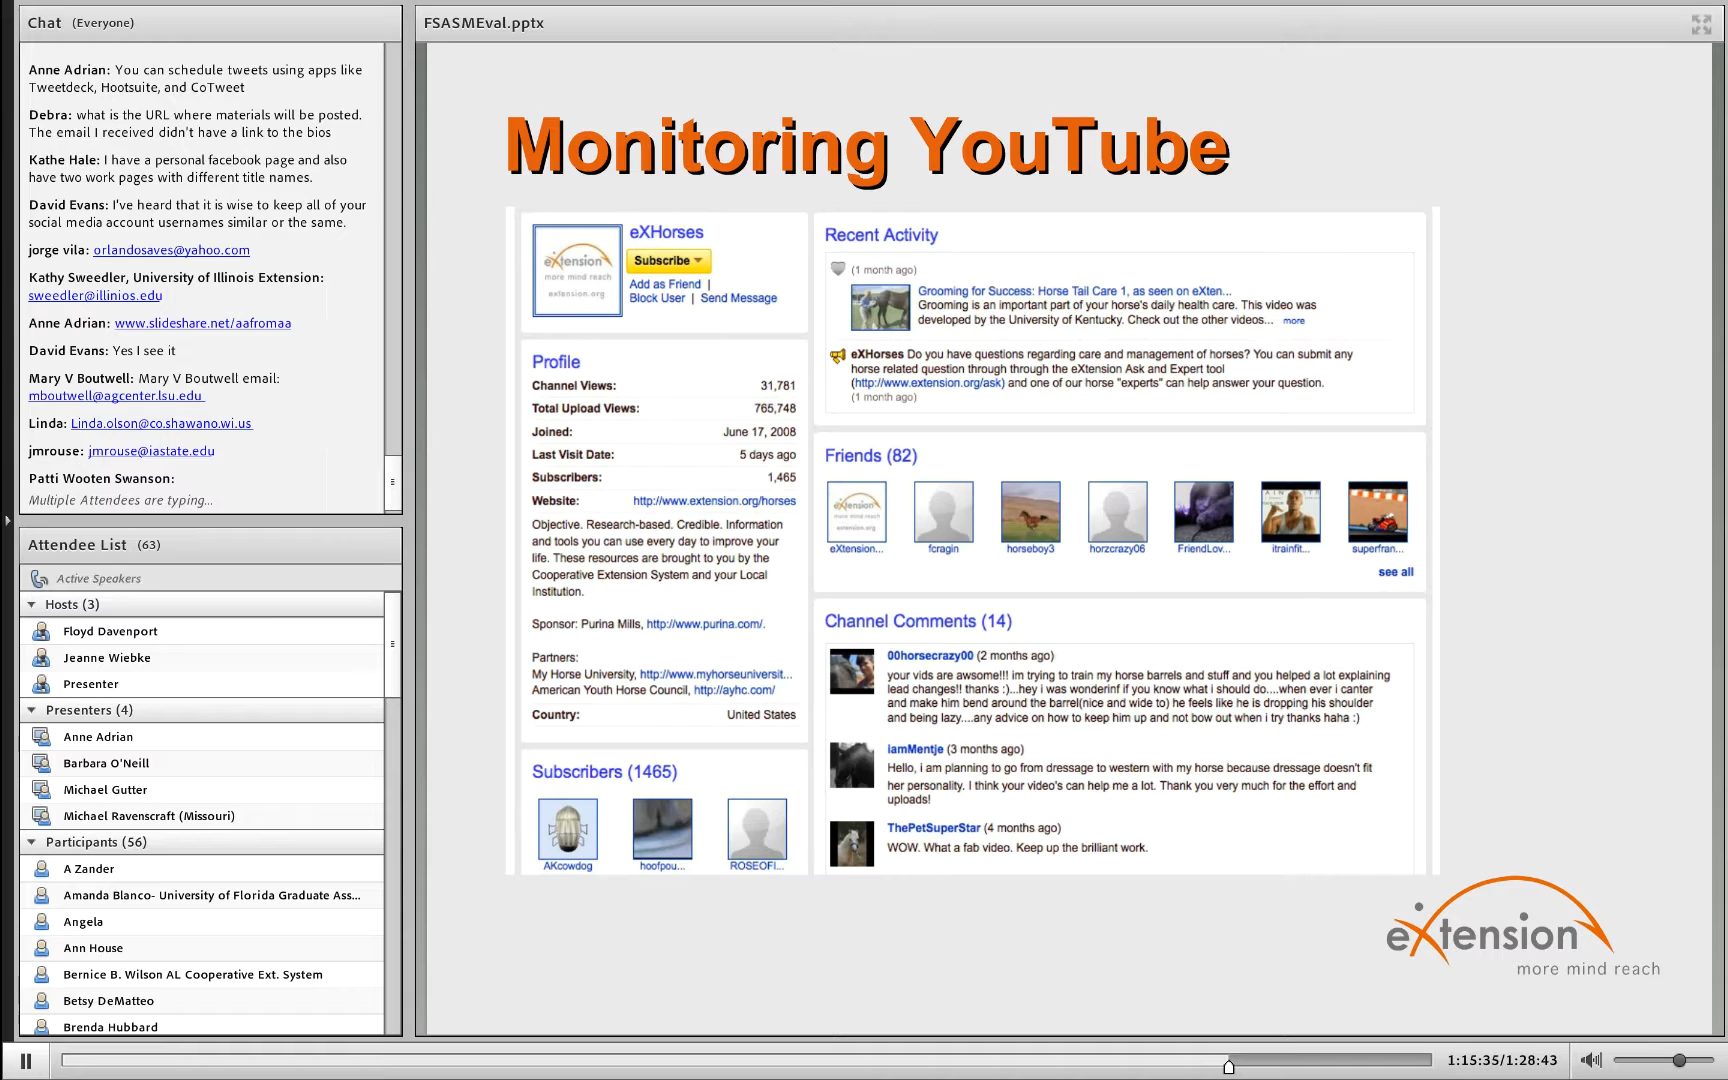 Chat (Everyone)
Anne Adrian: You can schedule tweets using apps like
Tweetdeck, Hootsuite, and CoTweet
Debra: what is the URL where materials will be posted.
The email I received didn't have a link to the bios
Kathe Hale: I have a personal facebook page and also
have two work pages with different title names.
David Evans: I've heard that it is wise to keep all of your
social media account usernames similar or the same.
jorge vila: orlandosaves@yahoo.com
Kathy Sweedler, University of Illinois Extension:
sweedler@illinios.edu
Anne Adrian: www.slideshare.net/aafromaa
David Evans: Yes I see it
Mary V Boutwell: Mary V Boutwell email:
mboutwell@agcenter.lsu.edu
Linda: Linda.olson@co.shawano.wi.us
jmrouse: jmrouse@iastate.edu
Patti Wooten Swanson:
Multiple Attendees are typing...
Attendee List (63)
Active Speakers
Hosts (3)
Floyd Davenport
Jeanne Wiebke
Presenter
Presenters (4)
Anne Adrian
Barbara O'Neill
Michael Gutter
Michael Ravenscraft (Missouri)
Participants (56)
A Zander
Amanda Blanco- University of Florida Graduate Ass...
Angela
Ann House
Bernice B. Wilson AL Cooperative Ext. System
Betsy DeMatteo
Brenda Hubbard
FSASMEval.pptx
Monitoring YouTube
eXtension
more mind reach
extension.org
eXHorses
Subscribe
Add as Friend |
Block User | Send Message
Profile
Channel Views: 31,781
Total Upload Views: 765,748
Joined: June 17, 2008
Last Visit Date: 5 days ago
Subscribers: 1,465
Website: http://www.extension.org/horses
Objective. Research-based. Credible. Information
and tools you can use every day to improve your
life. These resources are brought to you by the
Cooperative Extension System and your Local
Institution.
Sponsor: Purina Mills, http://www.purina.com/.
Partners:
My Horse University, http://www.myhorseuniversit...
American Youth Horse Council, http://ayhc.com/
Country: United States
Subscribers (1465)
AKcowdog
hoofpou...
ROSEOFI...
Recent Activity
(1 month ago)
Grooming for Success: Horse Tail Care 1, as seen on eXten...
Grooming is an important part of your horse's daily health care. This video was
developed by the University of Kentucky. Check out the other videos... more
eXHorses Do you have questions regarding care and management of horses? You can submit any
horse related question through through the eXtension Ask and Expert tool
(http://www.extension.org/ask) and one of our horse "experts" can help answer your question.
(1 month ago)
Friends (82)
eXtension
more mind reach
extension.org
eXtension...
fcragin
horseboy3
horzcrazy06
FriendLov...
itrainfit...
superfran...
see all
Channel Comments (14)
00horsecrazy00 (2 months ago)
your vids are awsome!!! im trying to train my horse barrels and stuff and you helped a lot explaining
lead changes!! thanks :)...hey i was wonderinf if you know what i should do....when ever i canter
and make him bend around the barrel(nice and wide to) he feels like he is dropping his shoulder
and being lazy....any advice on how to keep him up and not bow out when i try thanks haha :)
iamMentje (3 months ago)
Hello, i am planning to go from dressage to western with my horse because dressage doesn't fit
her personality. I think your video's can help me a lot. Thank you very much for the effort and
uploads!
ThePetSuperStar (4 months ago)
WOW. What a fab video. Keep up the brilliant work.
eXtension
more mind reach
1:15:35/1:28:43